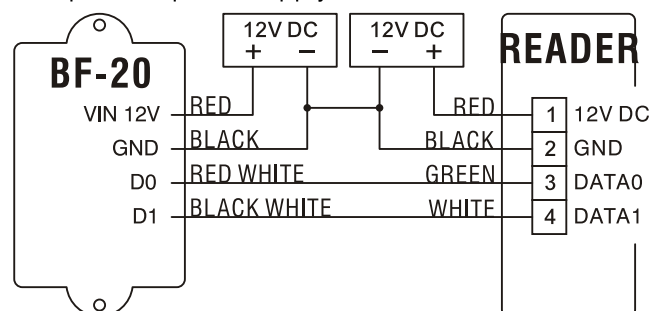 12V DC 12V DC
+ − − +
BF-20 READER
VIN 12V RED RED 1 12V DC
GND BLACK BLACK 2 GND
D0 RED WHITE GREEN 3 DATA0
D1 BLACK WHITE WHITE 4 DATA1